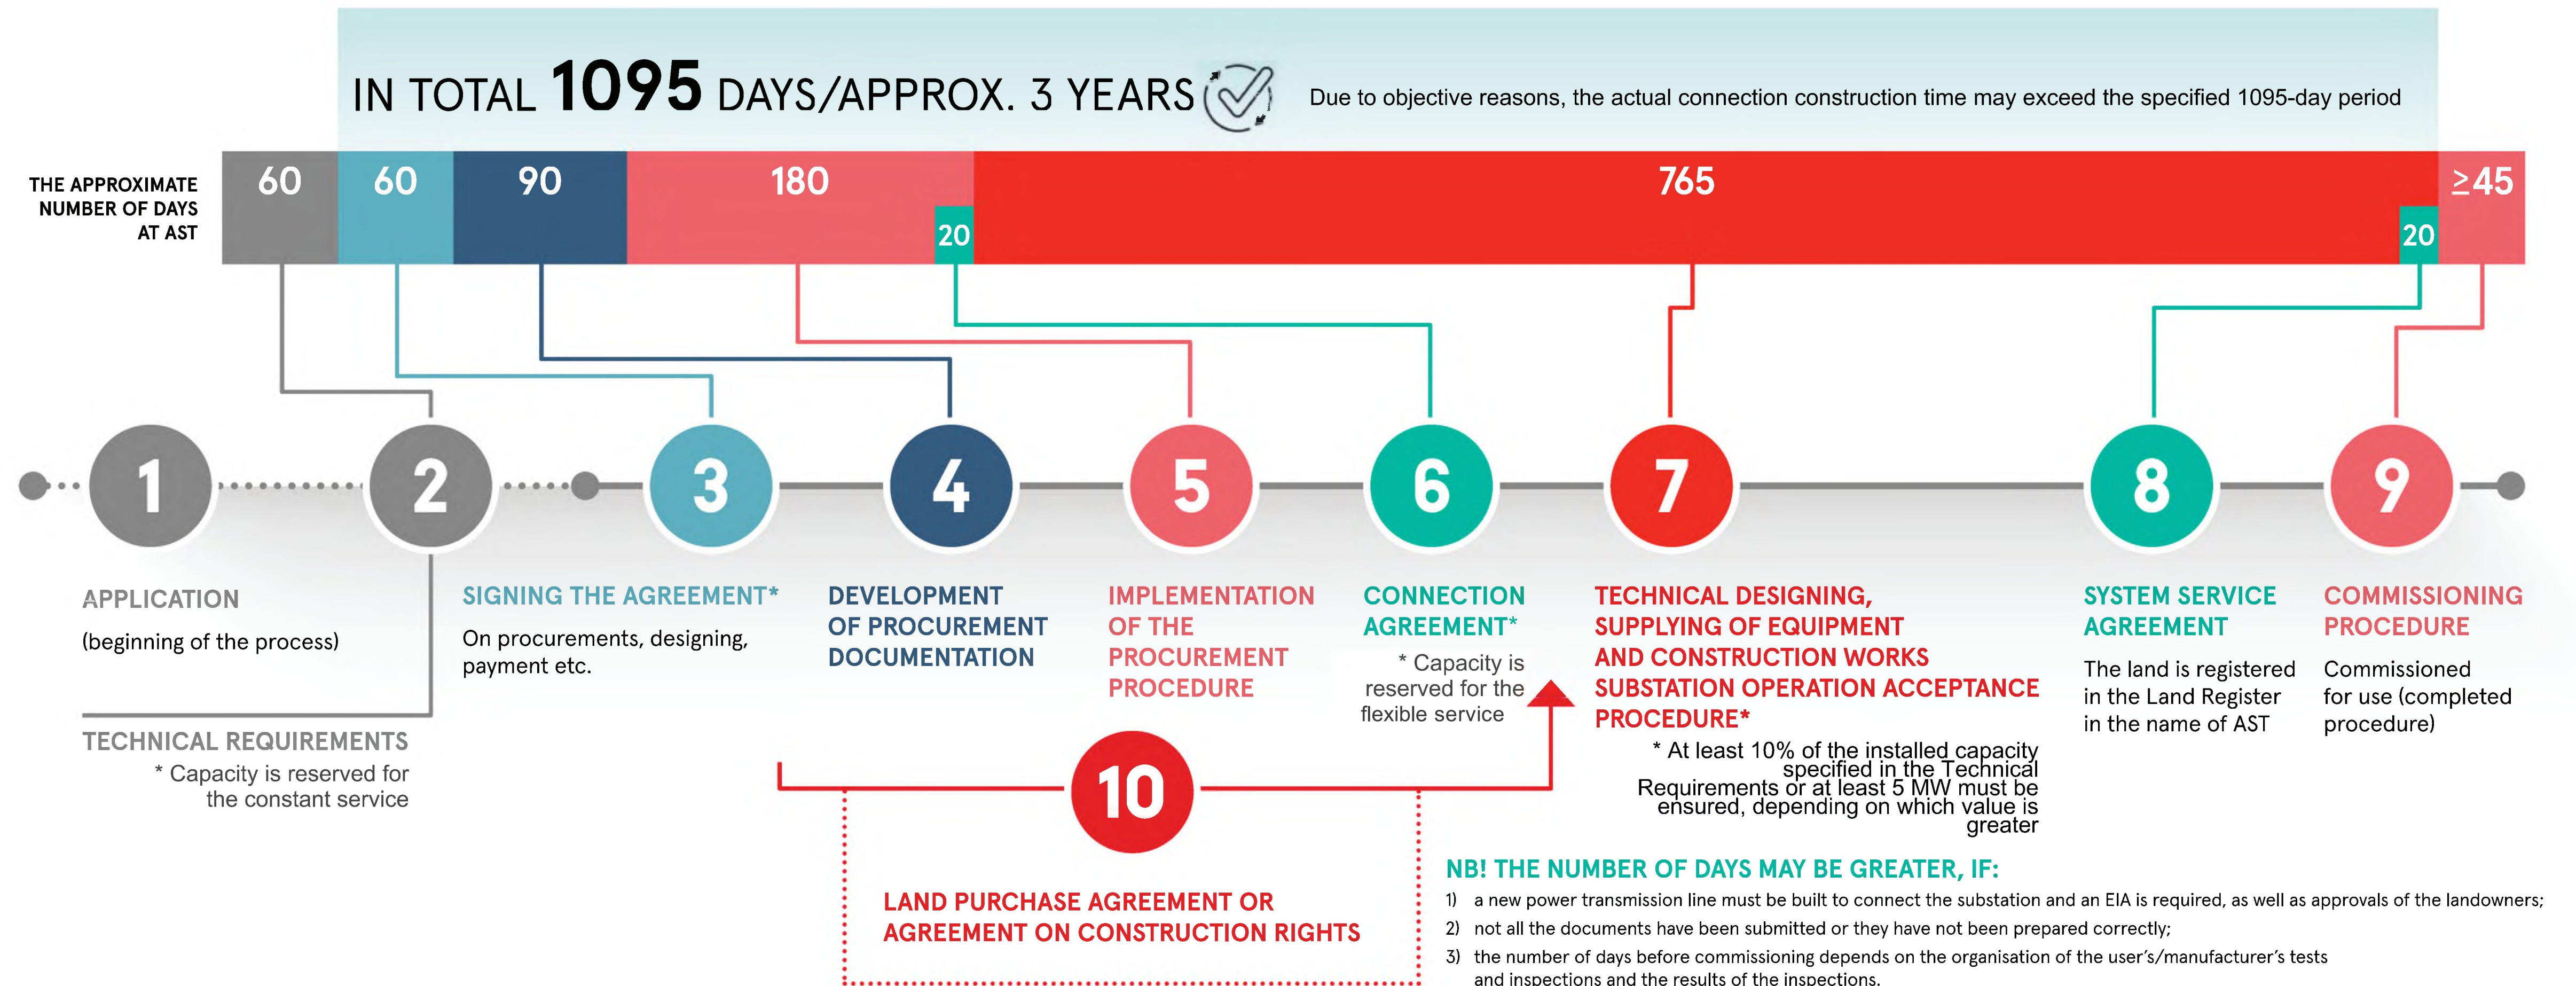 IN TOTAL 1095 DAYS/APPROX. 3 YEARS
Due to objective reasons, the actual connection construction time may exceed the specified 1095-day period
THE APPROXIMATE
NUMBER OF DAYS
AT AST
60
60
90
180
20
765
20
≥45
1
2
3
4
5
6
7
8
9
APPLICATION
(beginning of the process)
TECHNICAL REQUIREMENTS
* Capacity is reserved for
the constant service
SIGNING THE AGREEMENT*
On procurements, designing,
payment etc.
DEVELOPMENT
OF PROCUREMENT
DOCUMENTATION
IMPLEMENTATION
OF THE
PROCUREMENT
PROCEDURE
CONNECTION
AGREEMENT*
* Capacity is
reserved for the
flexible service
TECHNICAL DESIGNING,
SUPPLYING OF EQUIPMENT
AND CONSTRUCTION WORKS
SUBSTATION OPERATION ACCEPTANCE
PROCEDURE*
* At least 10% of the installed capacity
specified in the Technical
Requirements or at least 5 MW must be
ensured, depending on which value is
greater
SYSTEM SERVICE
AGREEMENT
The land is registered
in the Land Register
in the name of AST
COMMISSIONING
PROCEDURE
Commissioned
for use (completed
procedure)
10
LAND PURCHASE AGREEMENT OR
AGREEMENT ON CONSTRUCTION RIGHTS
NB! THE NUMBER OF DAYS MAY BE GREATER, IF:
1) a new power transmission line must be built to connect the substation and an EIA is required, as well as approvals of the landowners;
2) not all the documents have been submitted or they have not been prepared correctly;
3) the number of days before commissioning depends on the organisation of the user's/manufacturer's tests
and inspections and the results of the inspections.